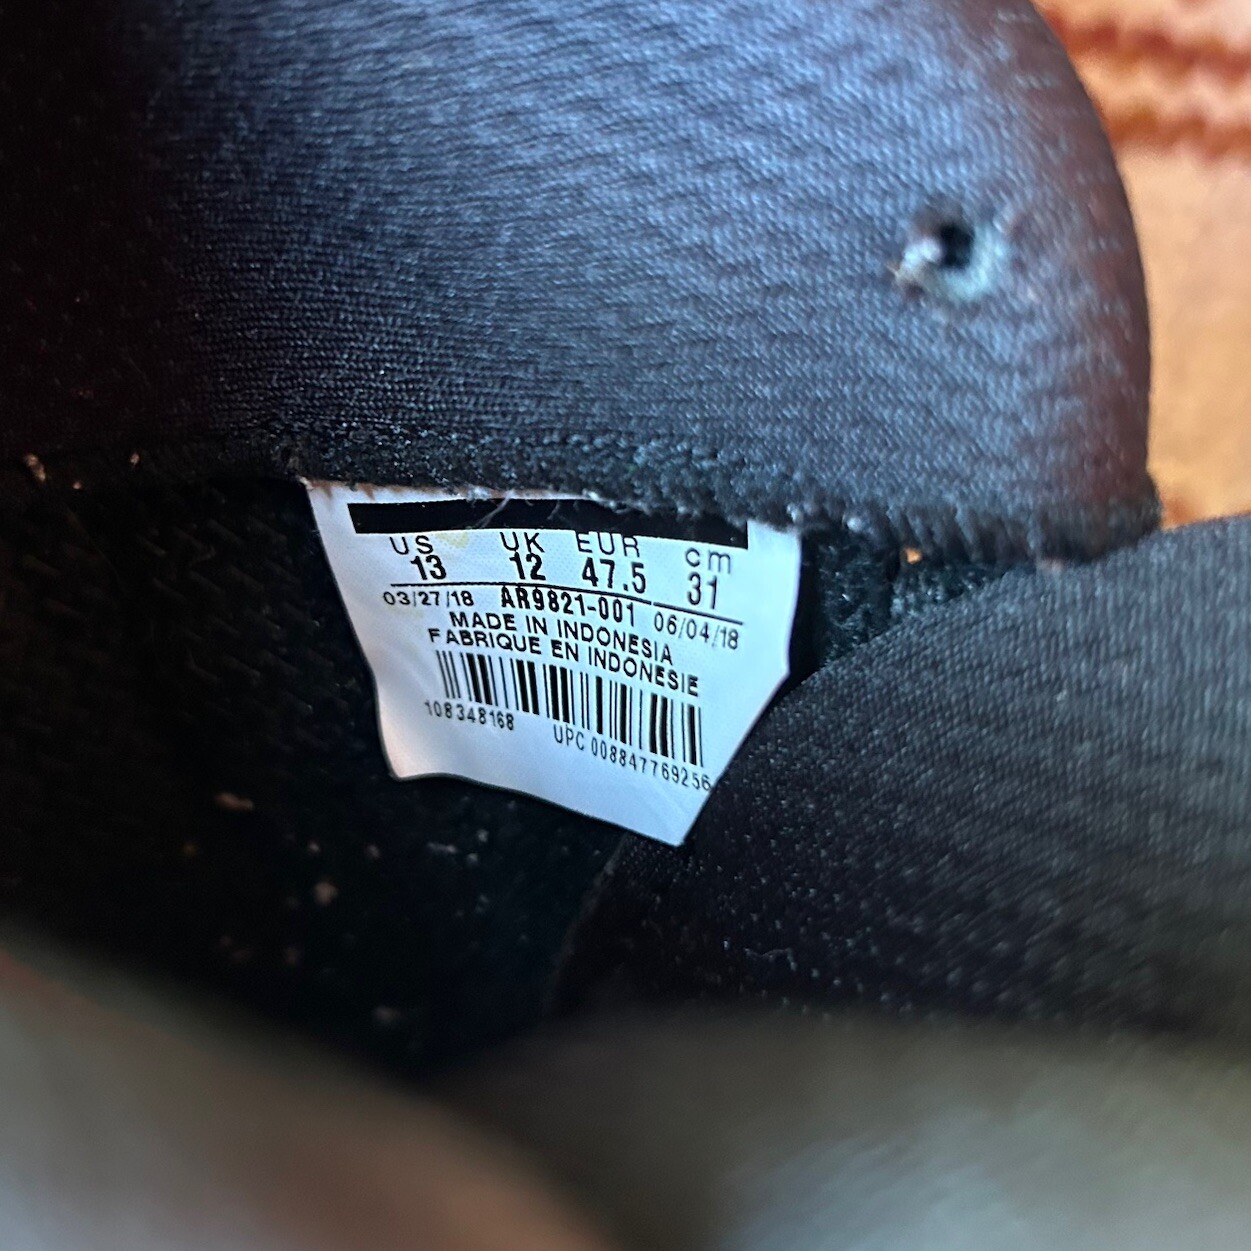 US UK EUR cm
13 12 47.5 31
03/27/18 AR9821-001 06/04/18
MADE IN INDONESIA
FABRIQUE EN INDONESIE
108348168 UPC 008847769256